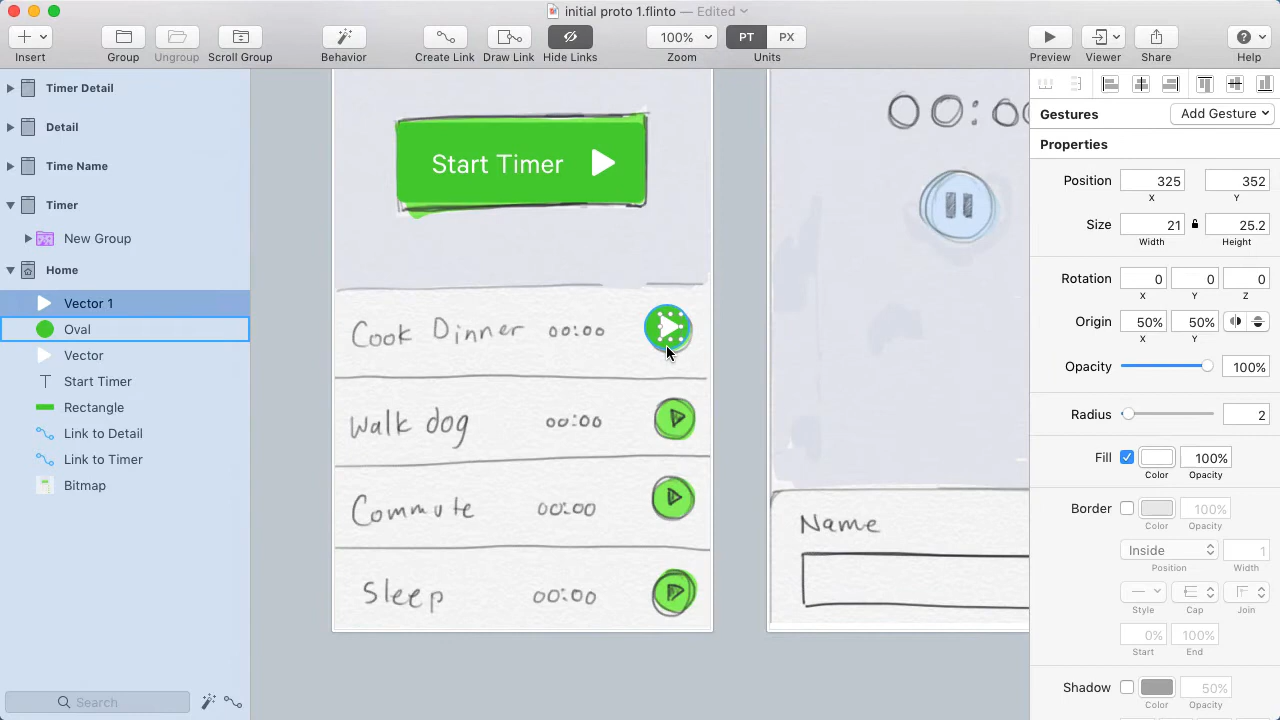 initial proto 1.flinto — Edited
Insert
Group
Ungroup
Scroll Group
Behavior
Create Link
Draw Link
Hide Links
100%
Zoom
PT PX
Units
Preview
Viewer
Share
Help
Timer Detail
Detail
Time Name
Timer
New Group
Home
Vector 1
Oval
Vector
Start Timer
Rectangle
Link to Detail
Link to Timer
Bitmap
Search
Start Timer
Cook Dinner 00:00
Walk dog 00:00
Commute 00:00
Sleep 00:00
00:00
Name
Gestures Add Gesture
Properties
Position 325 352
X Y
Size 21 25.2
Width Height
Rotation 0 0 0
X Y Z
Origin 50% 50%
X Y
Opacity 100%
Radius 2
Fill 100%
Color Opacity
Border 100%
Color Opacity
Inside 1
Position Width
Style Cap Join
0% 100%
Start End
Shadow 50%
Color Opacity